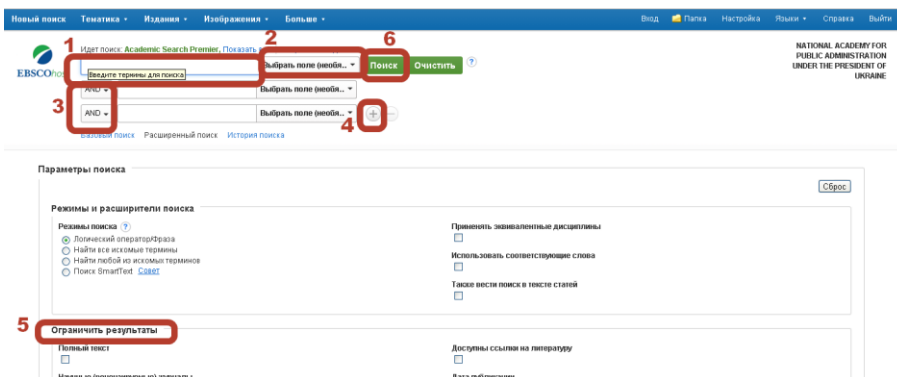 Новый поиск Тематика Издания Изображения Больше Вход Папка Настройка Языки Справка Выйти
1 2 6
Идет поиск: Academic Search Premier, Показать
NATIONAL ACADEMY FOR
PUBLIC ADMINISTRATION
UNDER THE PRESIDENT OF
UKRAINE
EBSCOhost
Выбрать поле (необя... Поиск Очистить ?
Введите термины для поиска
3 AND Выбрать поле (необя...
AND Выбрать поле (необя...
4
Базовый поиск Расширенный поиск История поиска
Параметры поиска
Сброс
Режимы и расширители поиска
Режимы поиска ?
Логический оператор/Фраза
Найти все искомые термины
Найти любой из искомых терминов
Поиск SmartText Совет
Применять эквивалентные дисциплины
Использовать соответствующие слова
Также вести поиск в тексте статей
5 Ограничить результаты
Полный текст
Доступны ссылки на литературу
Научные (рецензируемые) журналы
Дата публикации